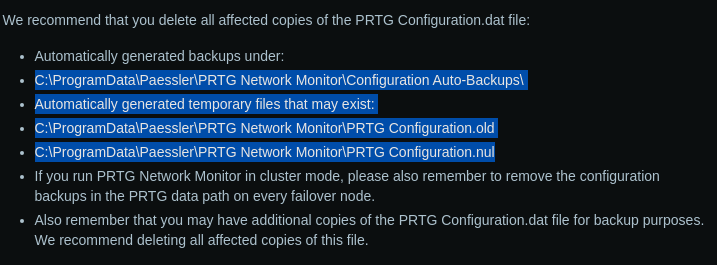 We recommend that you delete all affected copies of the PRTG Configuration.dat file:
Automatically generated backups under:
C:\ProgramData\Paessler\PRTG Network Monitor\Configuration Auto-Backups\
Automatically generated temporary files that may exist:
C:\ProgramData\Paessler\PRTG Network Monitor\PRTG Configuration.old
C:\ProgramData\Paessler\PRTG Network Monitor\PRTG Configuration.nul
If you run PRTG Network Monitor in cluster mode, please also remember to remove the configuration
backups in the PRTG data path on every failover node.
Also remember that you may have additional copies of the PRTG Configuration.dat file for backup purposes.
We recommend deleting all affected copies of this file.